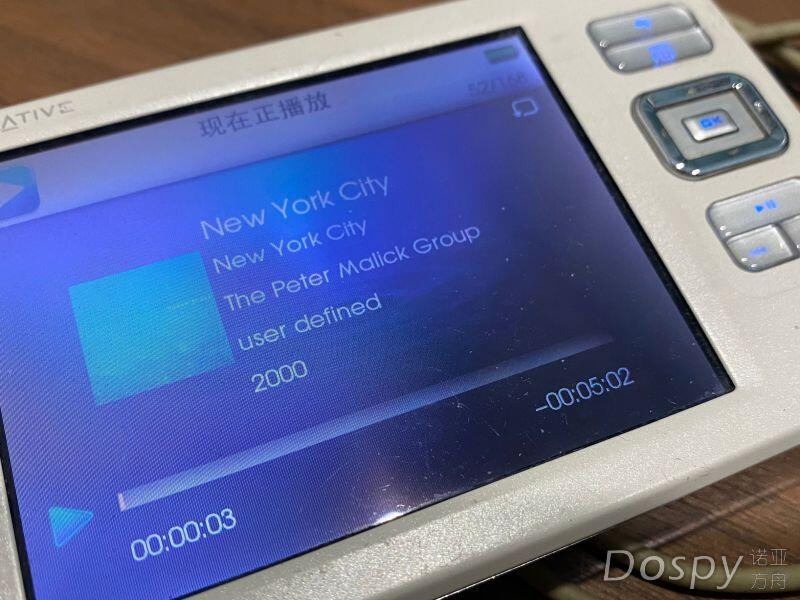 ATIVE
52/168
现在正播放
New York City
New York City
The Peter Malick Group
user defined
2000
-00:05:02
00:00:03
OK
Dospy 诺亚
方舟